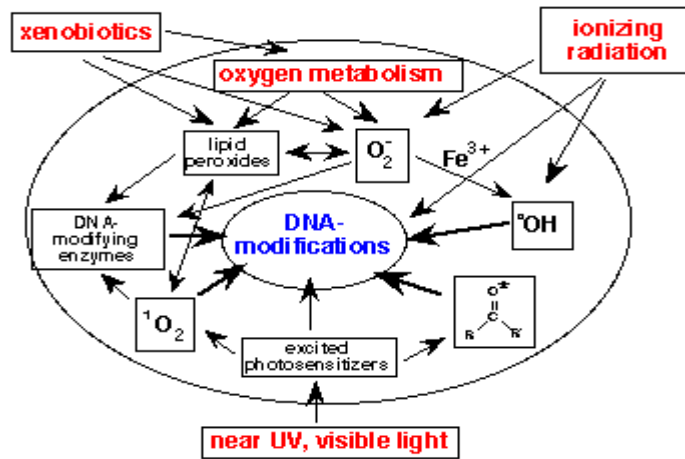 xenobiotics
ionizing
radiation
oxygen metabolism
lipid
peroxides
O₂⁻
Fe³⁺
DNA-
modifying
enzymes
DNA-
modifications
°OH
¹O₂
excited
photosensitizers
O*
C
R R'
near UV, visible light